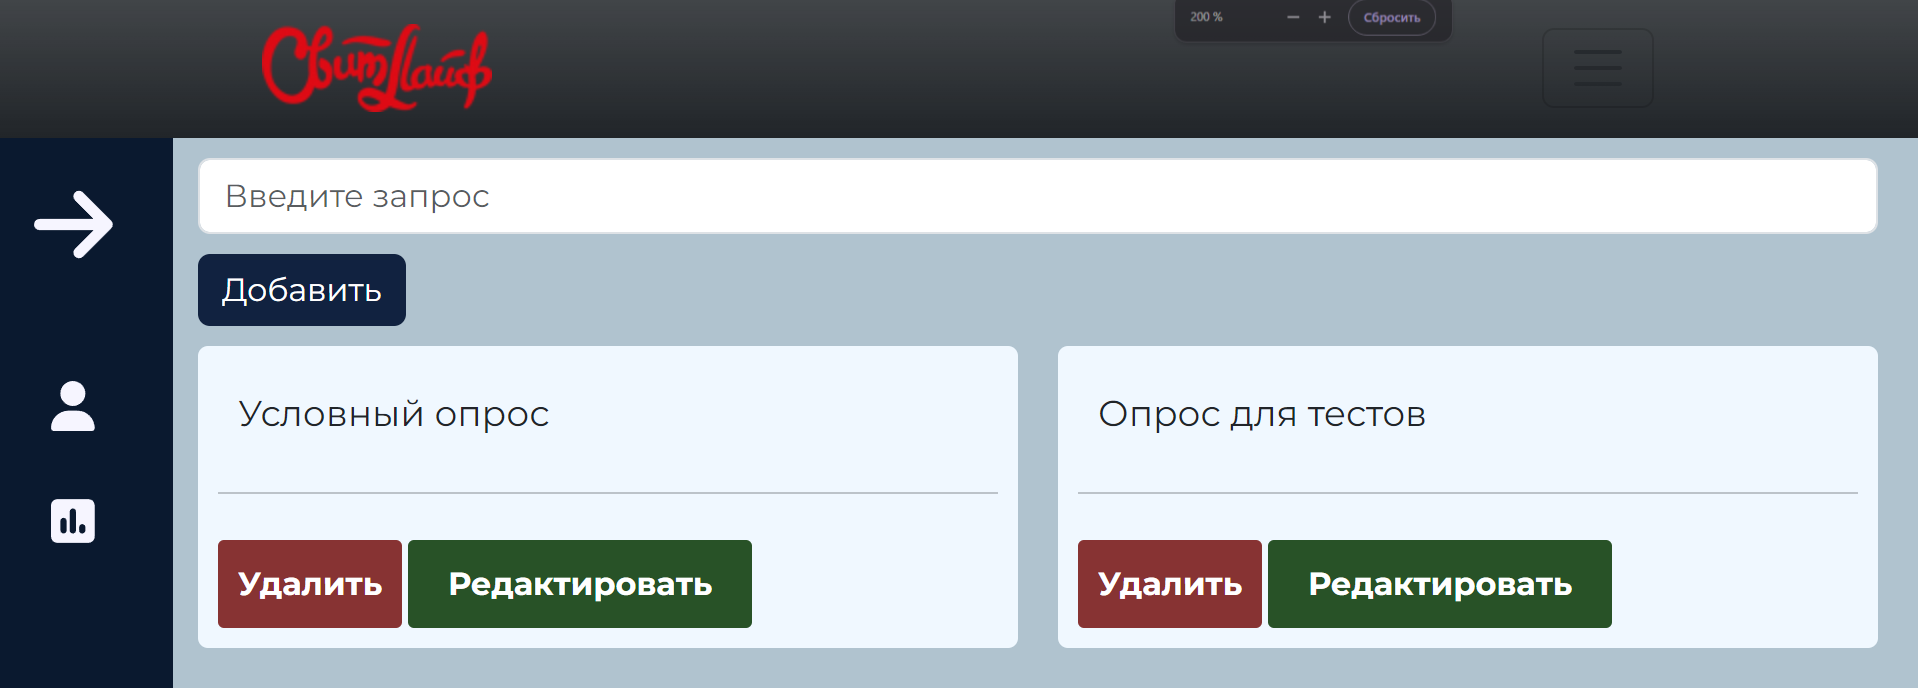 СвитЛайф
200 %
Сбросить
Введите запрос
Добавить
Условный опрос
Опрос для тестов
Удалить Редактировать
Удалить Редактировать